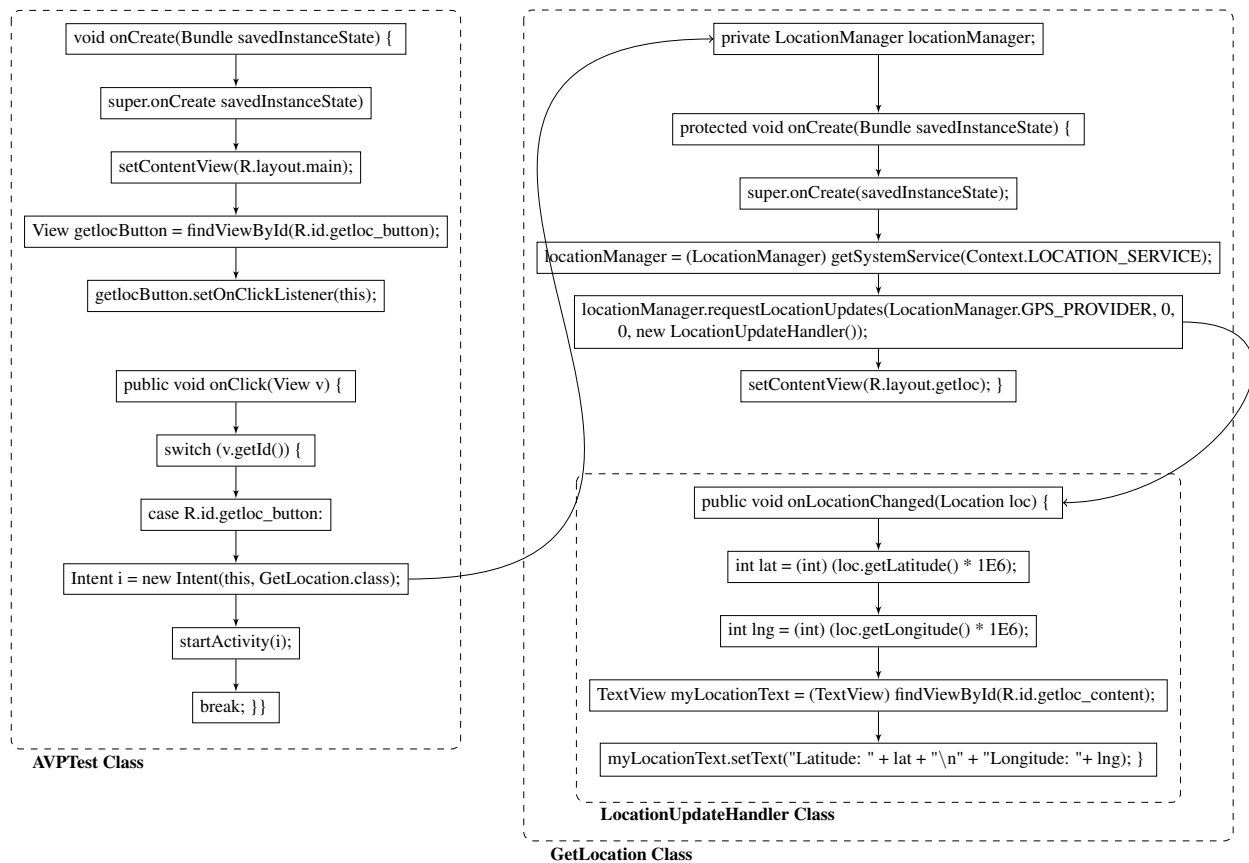 void onCreate(Bundle savedInstanceState) {
super.onCreate savedInstanceState)
setContentView(R.layout.main);
View getlocButton = findViewById(R.id.getloc_button);
getlocButton.setOnClickListener(this);
public void onClick(View v) {
switch (v.getId()) {
case R.id.getloc_button:
Intent i = new Intent(this, GetLocation.class);
startActivity(i);
break; }}
AVPTest Class
private LocationManager locationManager;
protected void onCreate(Bundle savedInstanceState) {
super.onCreate(savedInstanceState);
locationManager = (LocationManager) getSystemService(Context.LOCATION_SERVICE);
locationManager.requestLocationUpdates(LocationManager.GPS_PROVIDER, 0,
0, new LocationUpdateHandler());
setContentView(R.layout.getloc); }
public void onLocationChanged(Location loc) {
int lat = (int) (loc.getLatitude() * 1E6);
int lng = (int) (loc.getLongitude() * 1E6);
TextView myLocationText = (TextView) findViewById(R.id.getloc_content);
myLocationText.setText("Latitude: " + lat + "\n" + "Longitude: "+ lng); }
LocationUpdateHandler Class
GetLocation Class